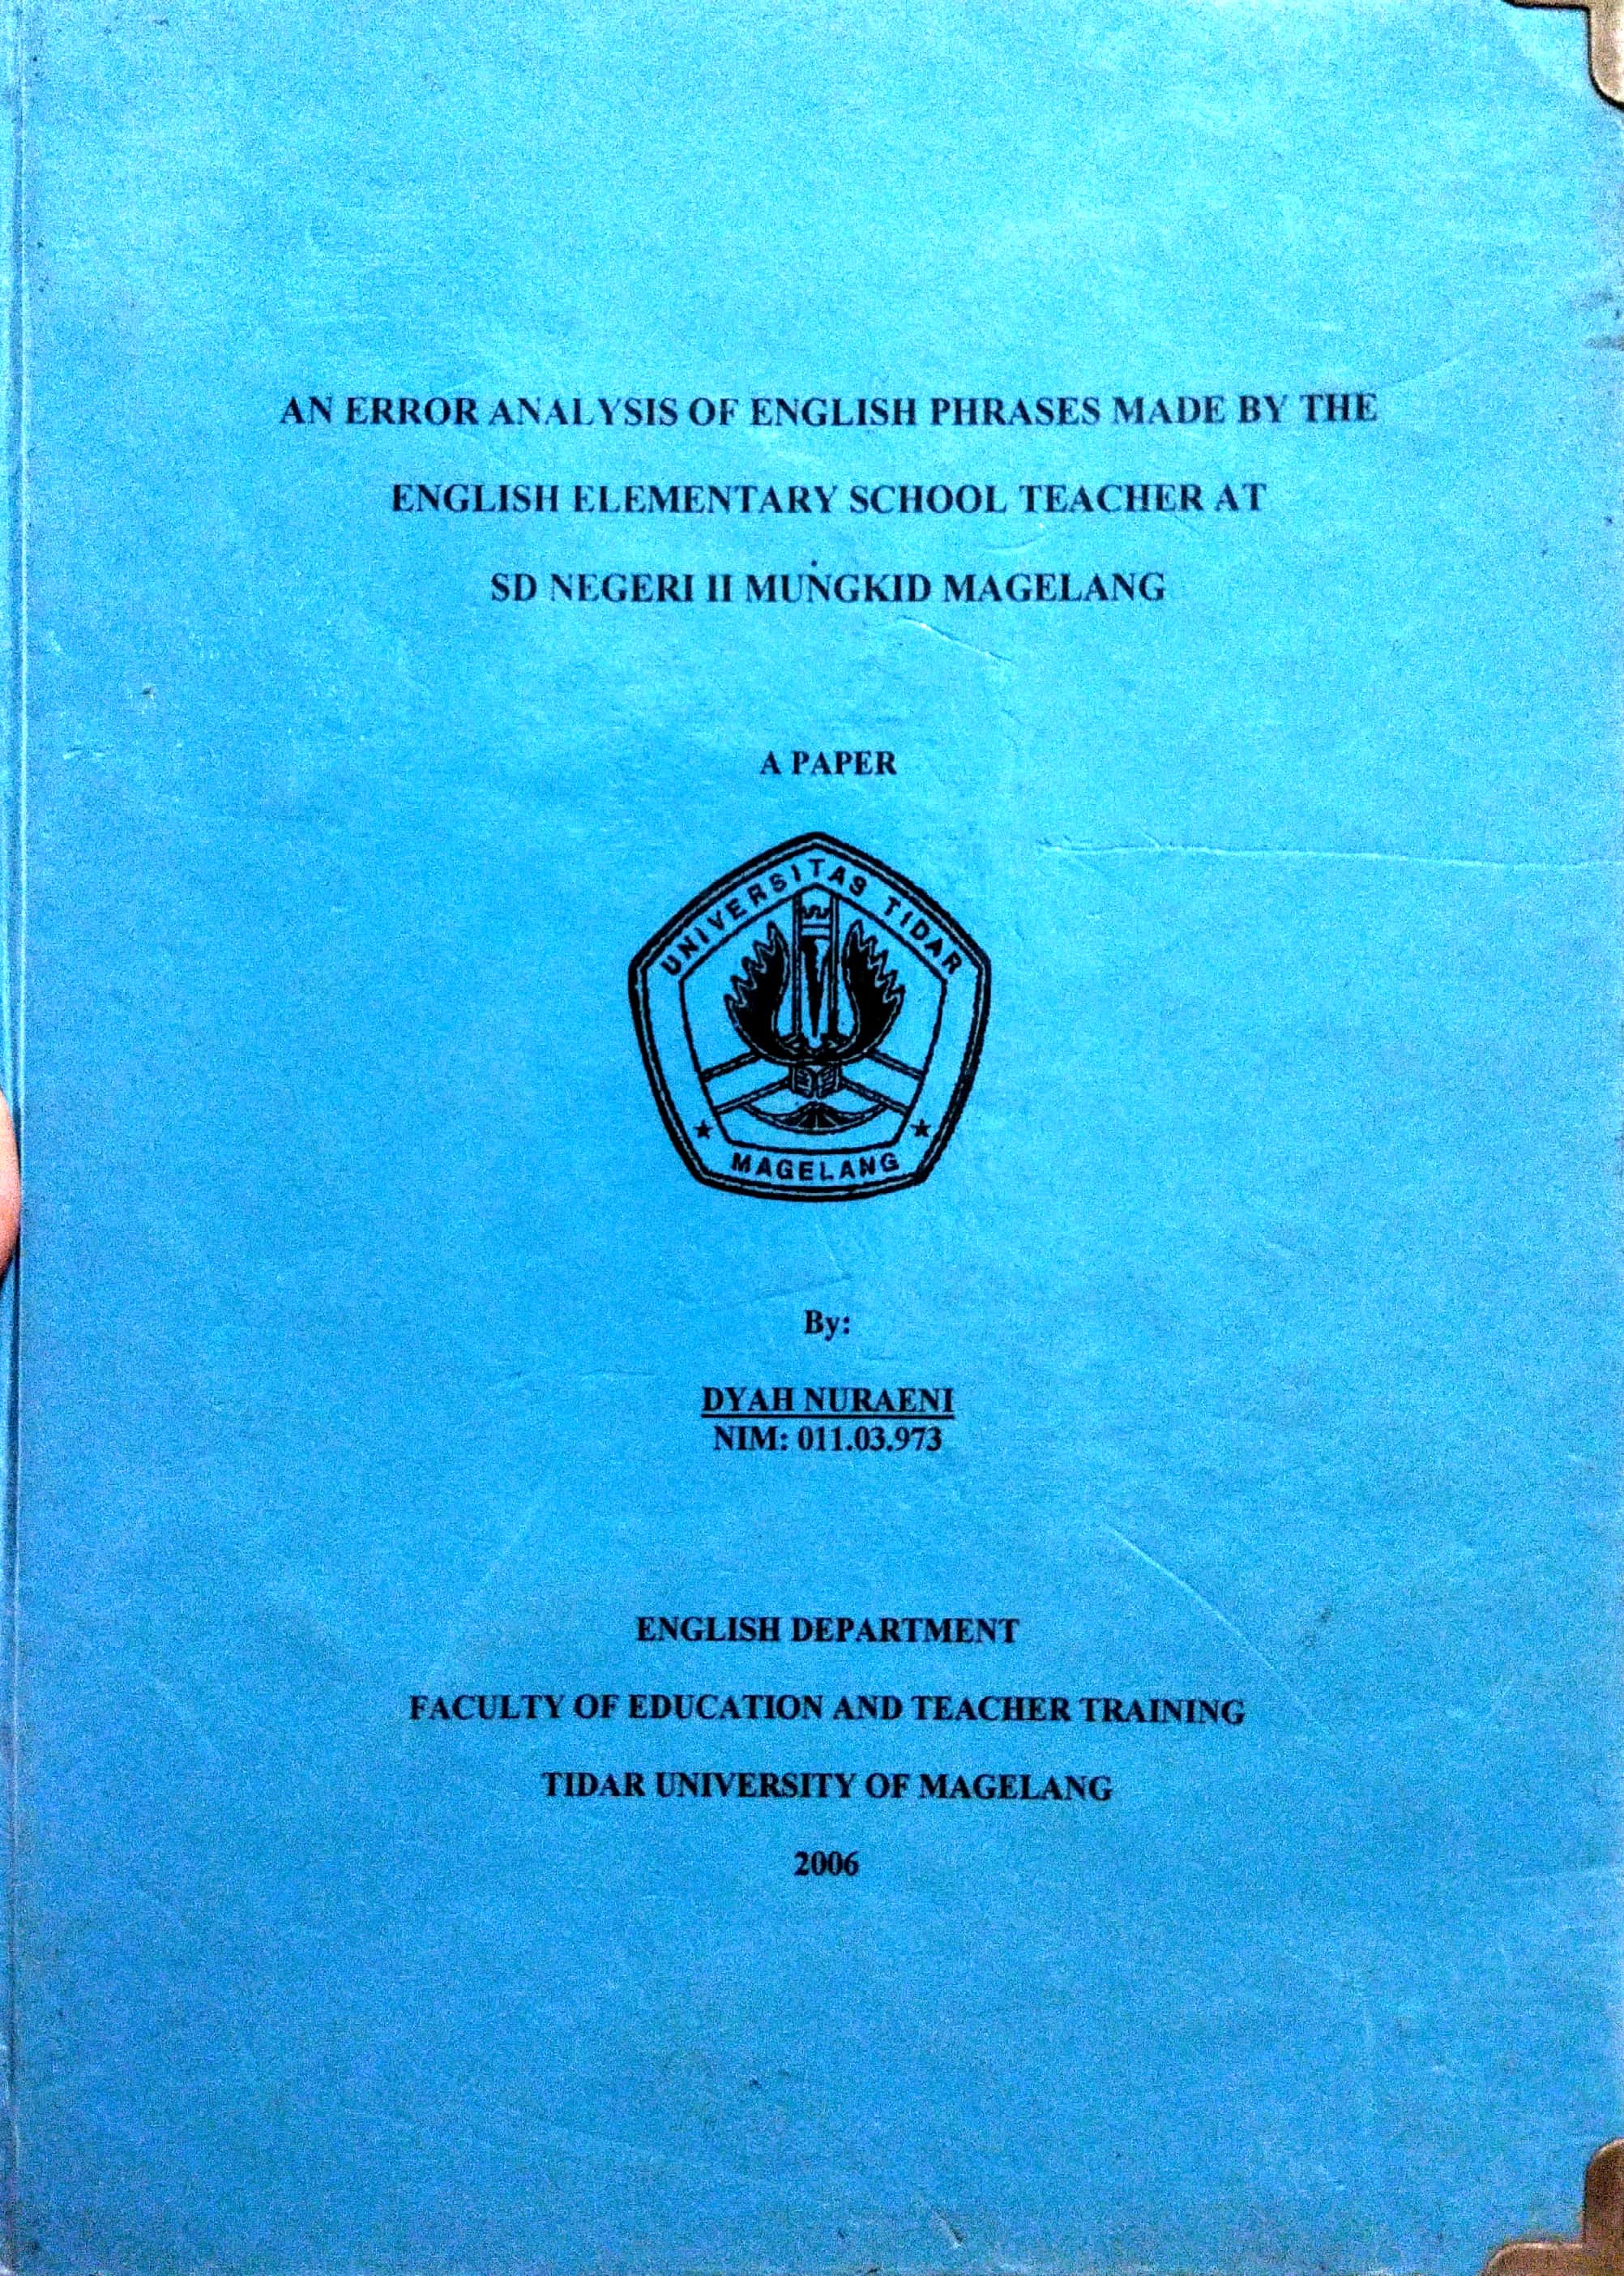 AN ERROR ANALYSIS OF ENGLISH PHRASES MADE BY THE
ENGLISH ELEMENTARY SCHOOL TEACHER AT
SD NEGERI II MUNGKID MAGELANG
A PAPER
UNIVERSITAS TIDAR
MAGELANG
By:
DYAH NURAENI
NIM: 011.03.973
ENGLISH DEPARTMENT
FACULTY OF EDUCATION AND TEACHER TRAINING
TIDAR UNIVERSITY OF MAGELANG
2006